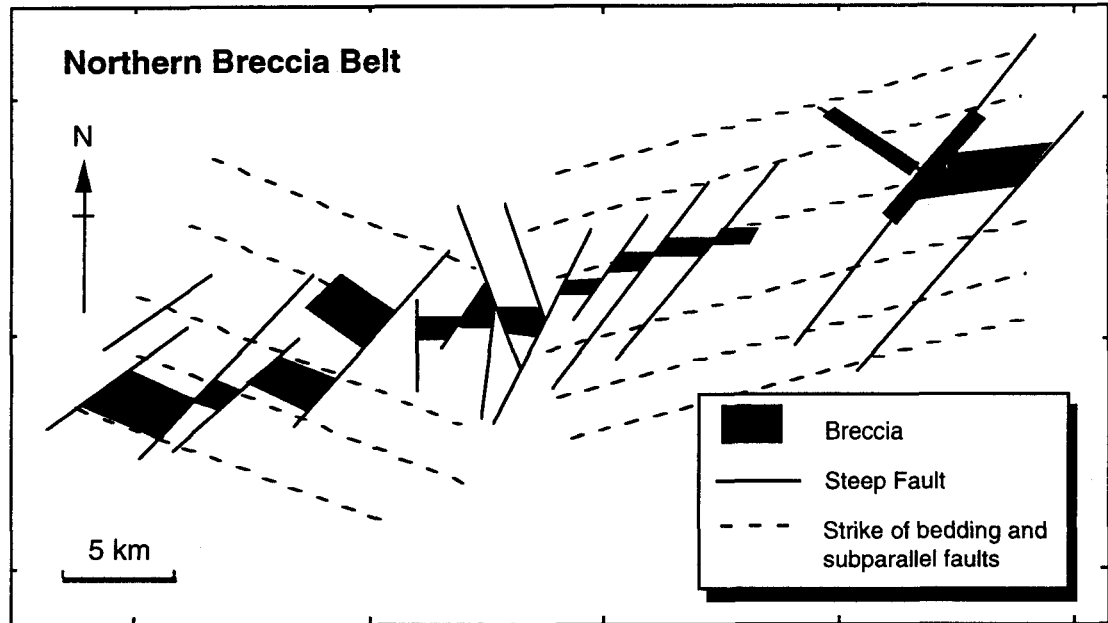 Northern Breccia Belt
N
5 km
Breccia
Steep Fault
Strike of bedding and
subparallel faults